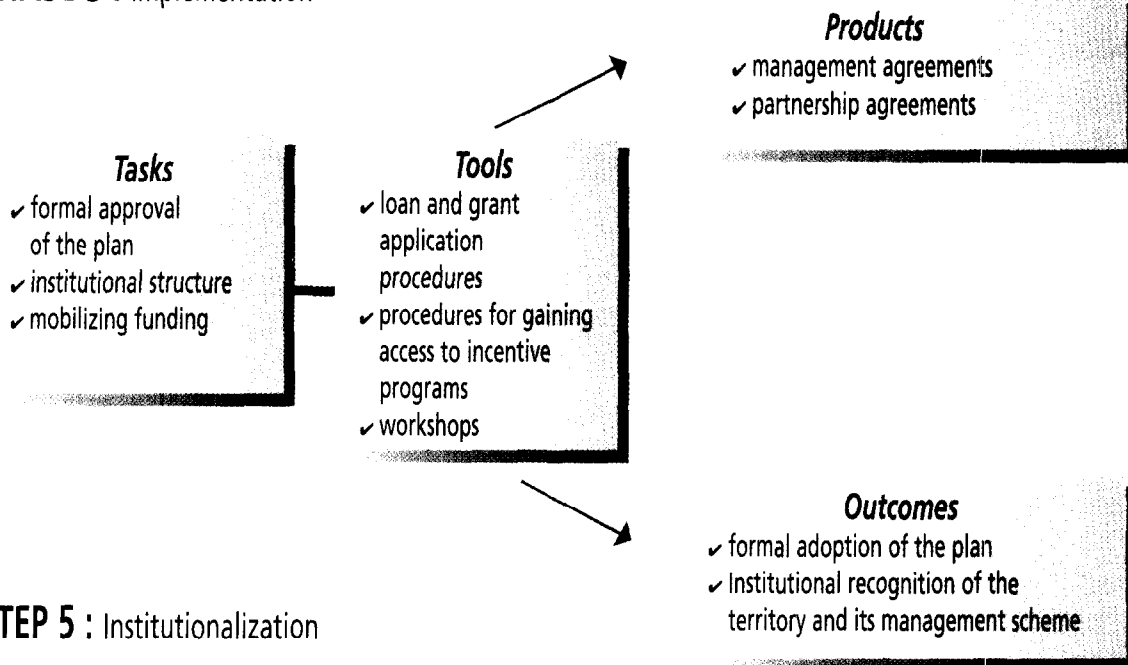 Implementation
Products
✓ management agreements
✓ partnership agreements
Tasks
✓ formal approval
of the plan
✓ institutional structure
✓ mobilizing funding
Tools
✓ loan and grant
application
procedures
✓ procedures for gaining
access to incentive
programs
✓ workshops
Outcomes
✓ formal adoption of the plan
✓ Institutional recognition of the
territory and its management scheme
TEP 5 : Institutionalization